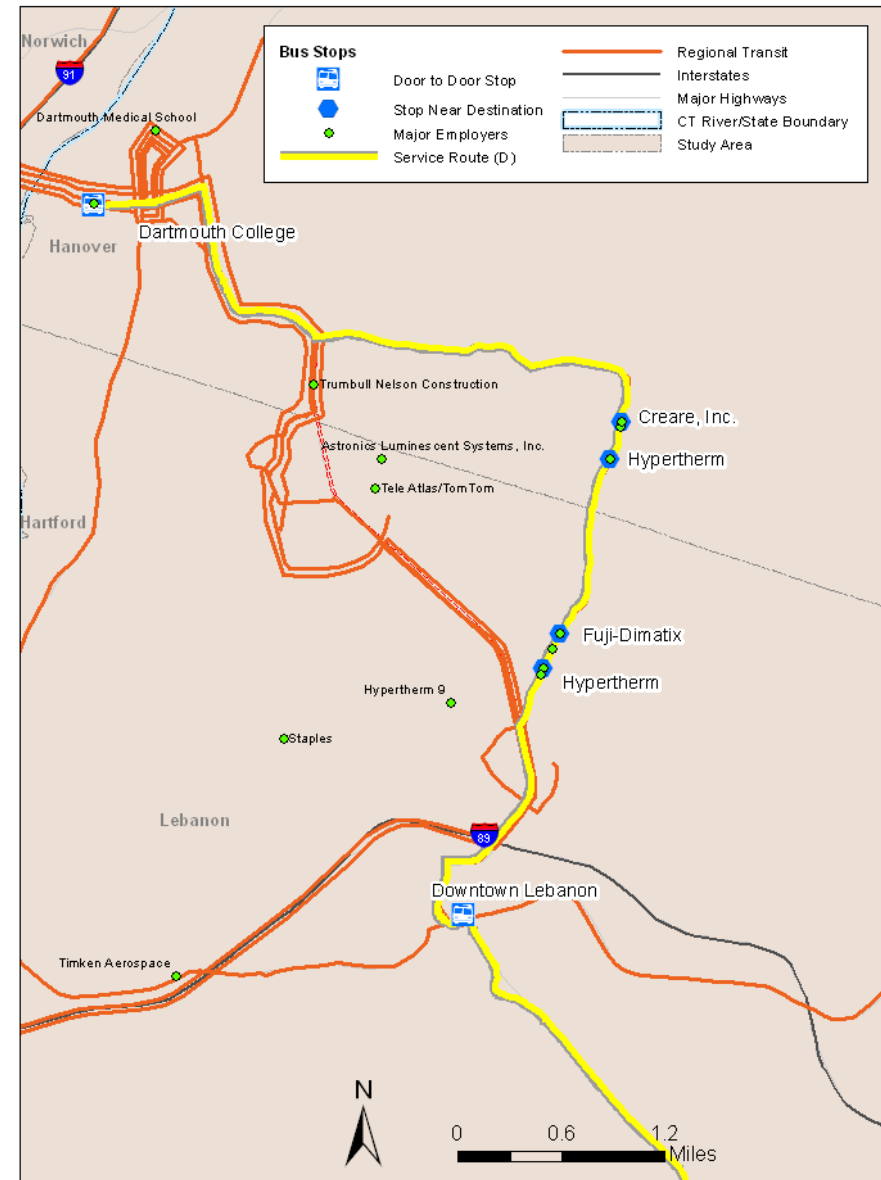 Norwich
91
Dartmouth Medical School
Bus Stops
Door to Door Stop
Stop Near Destination
Major Employers
Service Route (D)
Regional Transit
Interstates
Major Highways
CT River/State Boundary
Study Area
Dartmouth College
Hanover
Trumbull Nelson Construction
Creare, Inc.
Astronics Luminescent Systems, Inc.
Hypertherm
Tele Atlas/TomTom
Hartford
Fuji-Dimatix
Hypertherm
Hypertherm 9
Staples
Lebanon
89
Downtown Lebanon
Timken Aerospace
N
0 0.6 1.2
Miles